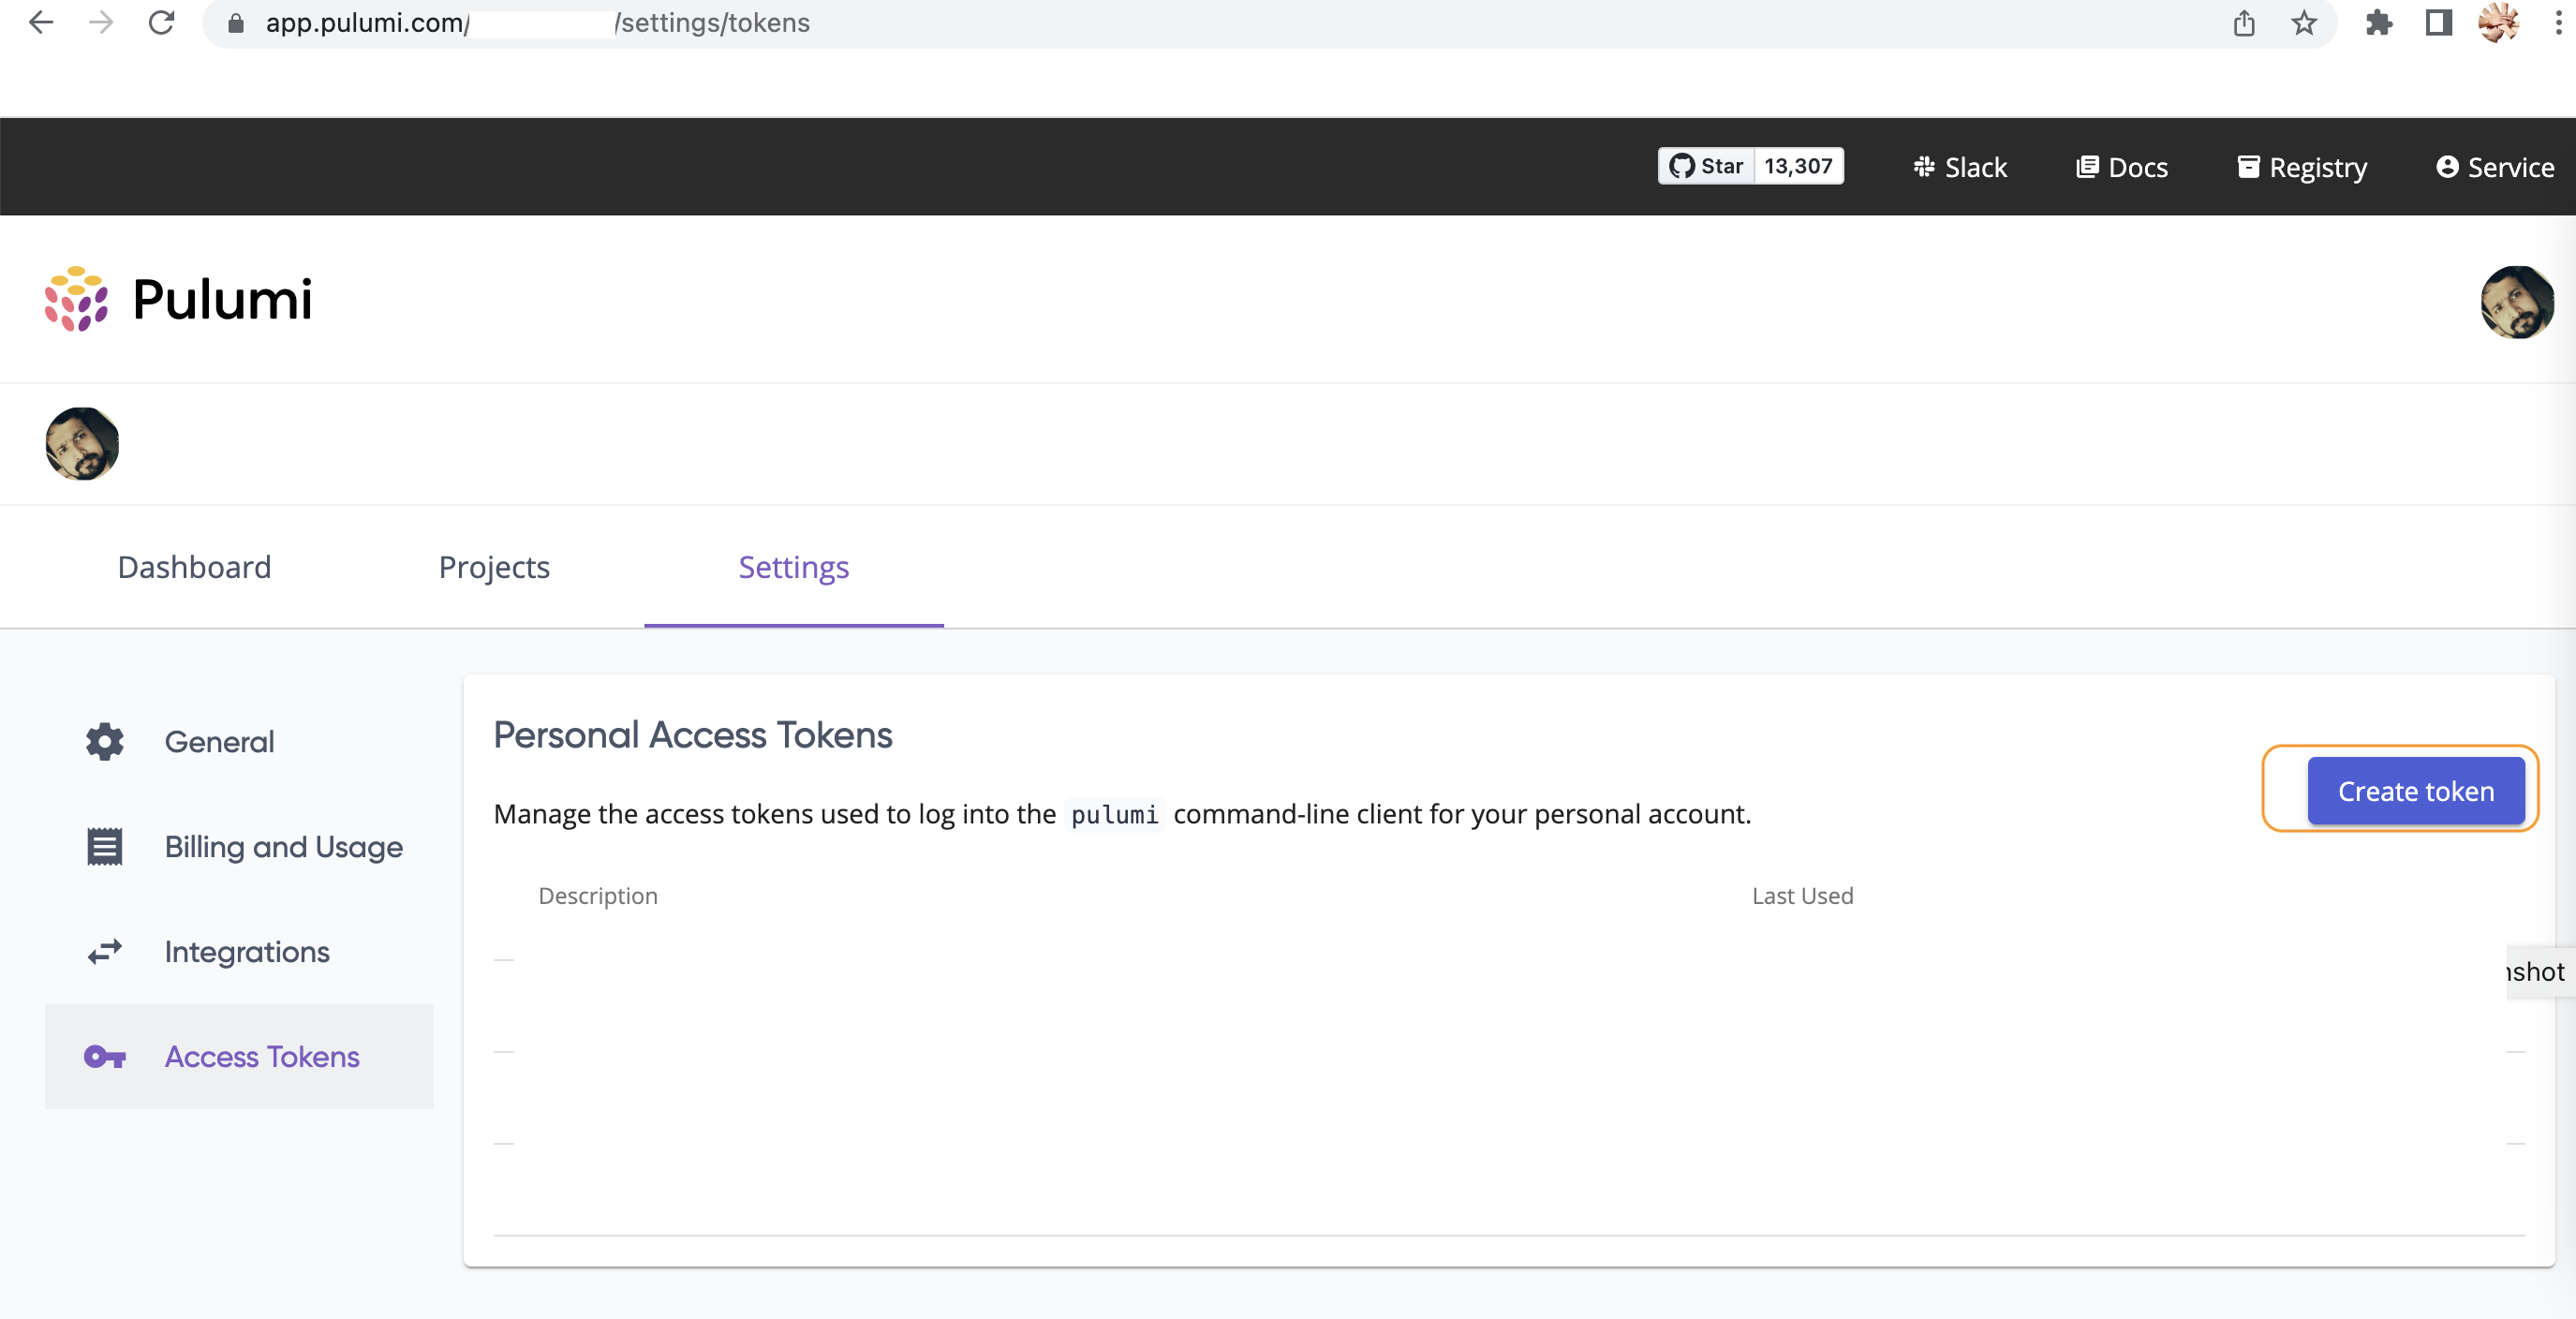 app.pulumi.com/ /settings/tokens
Star 13,307 Slack Docs Registry Service
Pulumi
Dashboard Projects Settings
General
Billing and Usage
Integrations
Access Tokens
Personal Access Tokens
Create token
Manage the access tokens used to log into the pulumi command-line client for your personal account.
Description Last Used